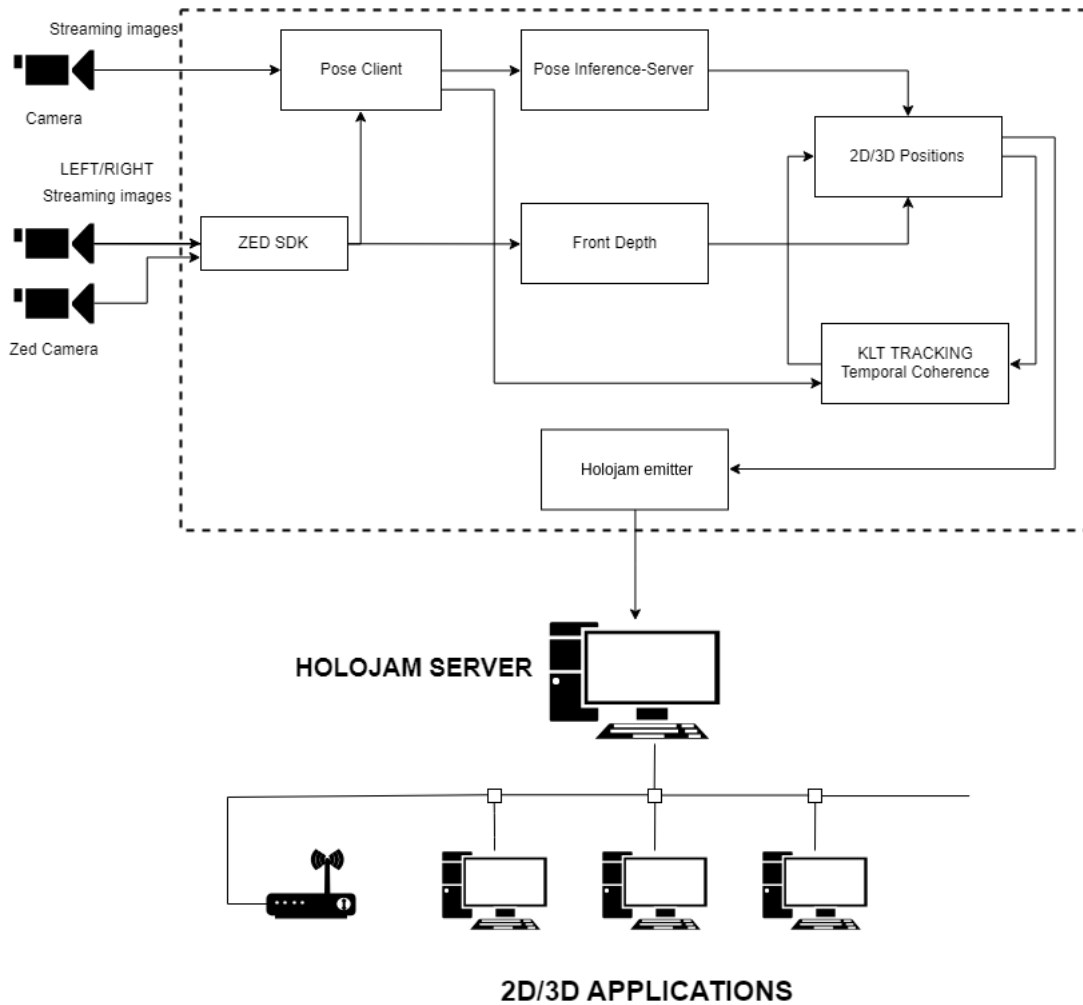 Streaming images
Camera
LEFT/RIGHT
Streaming images
Zed Camera
Pose Client
Pose Inference-Server
2D/3D Positions
ZED SDK
Front Depth
KLT TRACKING
Temporal Coherence
Holojam emitter
HOLOJAM SERVER
2D/3D APPLICATIONS